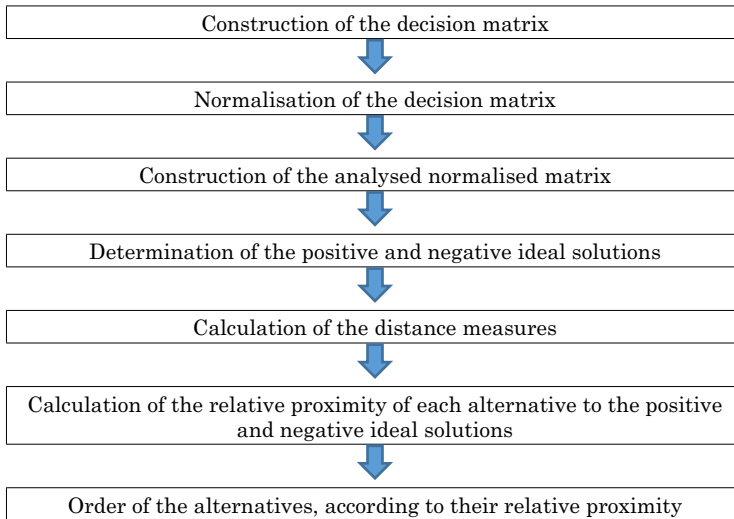 Construction of the decision matrix
Normalisation of the decision matrix
Construction of the analysed normalised matrix
Determination of the positive and negative ideal solutions
Calculation of the distance measures
Calculation of the relative proximity of each alternative to the positive
and negative ideal solutions
Order of the alternatives, according to their relative proximity